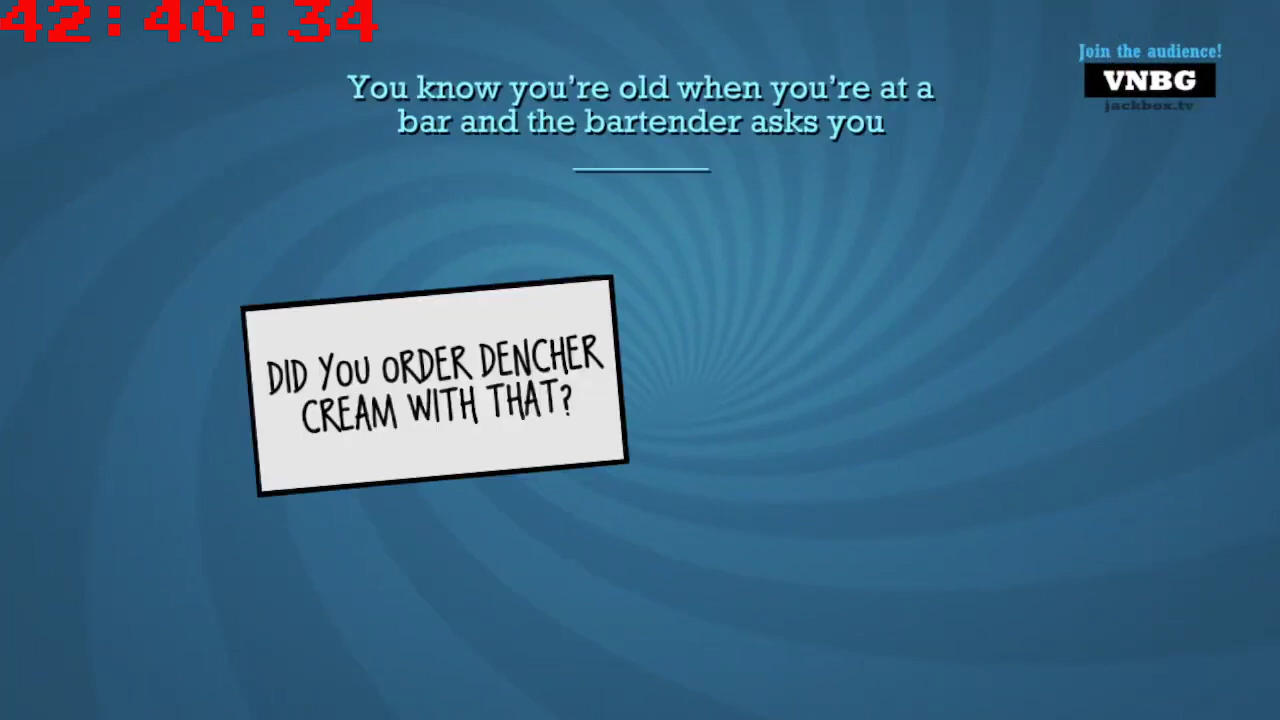 42:40:34
Join the audience!
VNBG
jackbox.tv
You know you're old when you're at a
bar and the bartender asks you
DID YOU ORDER DENCHER
CREAM WITH THAT?